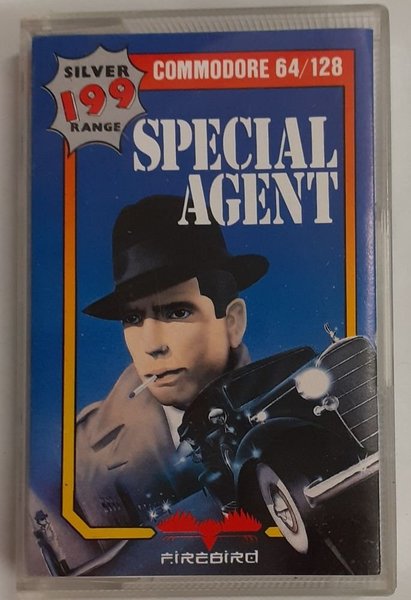 SILVER
199
RANGE
COMMODORE 64/128
SPECIAL
AGENT
FIREBIRD